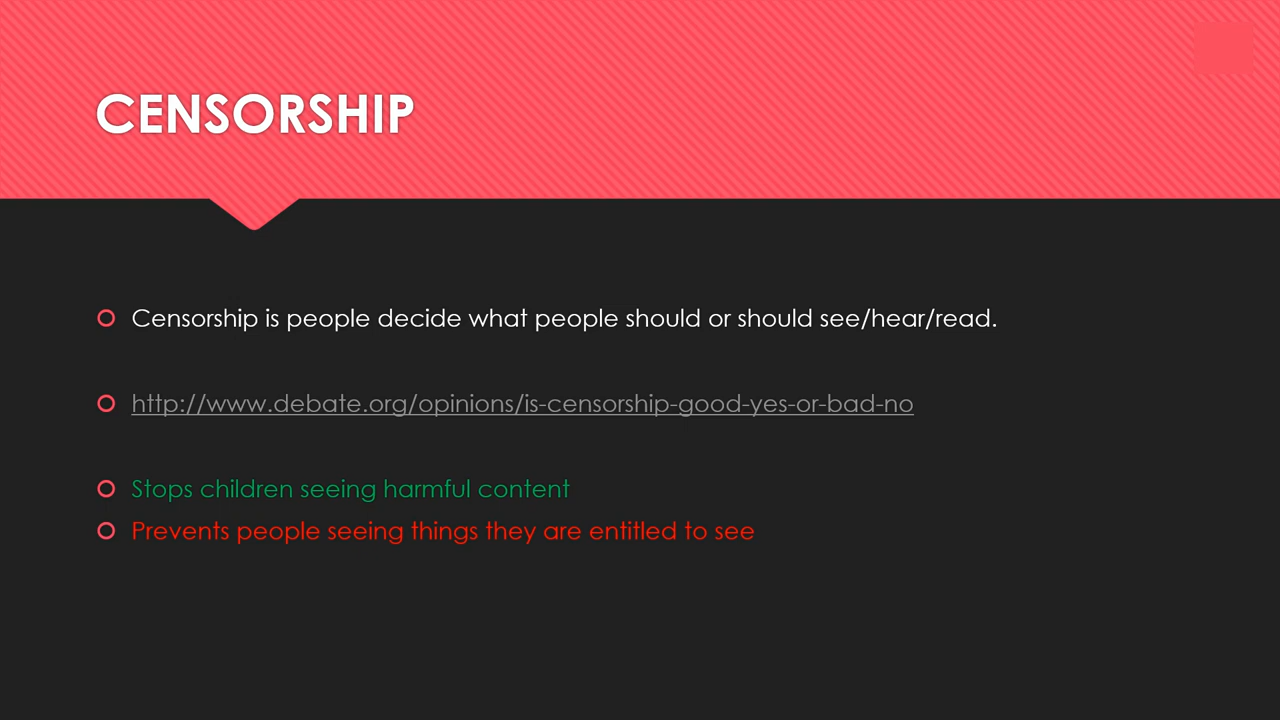 CENSORSHIP
Censorship is people decide what people should or should see/hear/read.
http://www.debate.org/opinions/is-censorship-good-yes-or-bad-no
Stops children seeing harmful content
Prevents people seeing things they are entitled to see